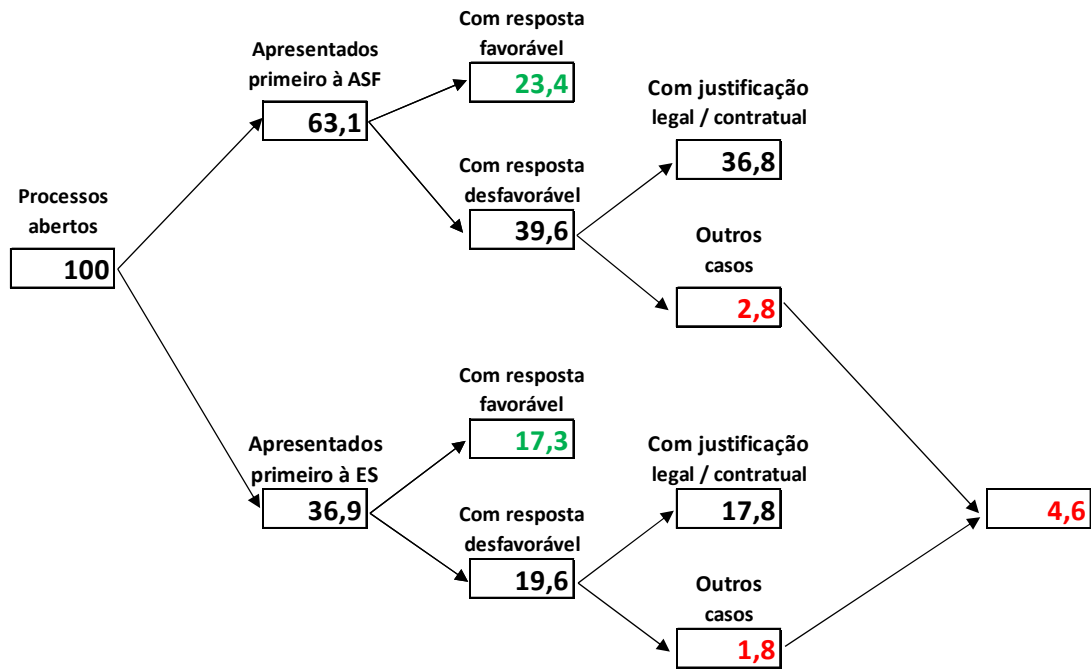 Processos
abertos
100
Apresentados
primeiro à ASF
63,1
Com resposta
favorável
23,4
Com resposta
desfavorável
39,6
Com justificação
legal / contratual
36,8
Outros
casos
2,8
Apresentados
primeiro à ES
36,9
Com resposta
favorável
17,3
Com resposta
desfavorável
19,6
Com justificação
legal / contratual
17,8
Outros
casos
1,8
4,6